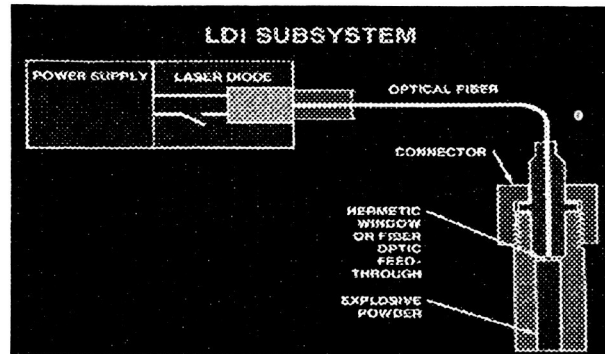 LDI SUBSYSTEM
POWER SUPPLY
LASER DIODE
OPTICAL FIBER
CONNECTOR
HERMETIC
WINDOW
OR FIBER
OPTIC
FEED-
THROUGH
EXPLOSIVE
POWDER